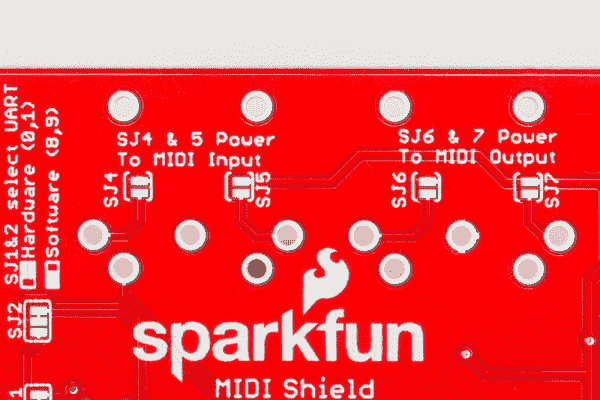 SJ4 & 5 Power
To MIDI Input
SJ6 & 7 Power
To MIDI Output
SJ4
SJ5
SJ6
SJ7
SJ1&2 select UART
Hardware (0,1)
Software (8,9)
SJ2
1
sparkfun
MIDI Shield